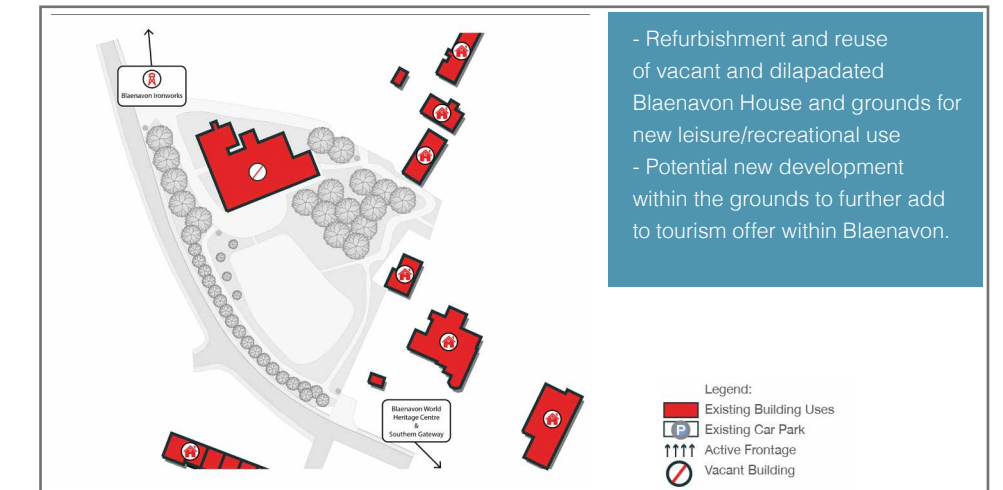 Blaenavon Ironworks
- Refurbishment and reuse
of vacant and dilapadated
Blaenavon House and grounds for
new leisure/recreational use
- Potential new development
within the grounds to further add
to tourism offer within Blaenavon.
Blaenavon World
Heritage Centre
&
Southern Gateway
Legend:
Existing Building Uses
P
Existing Car Park
Active Frontage
Vacant Building